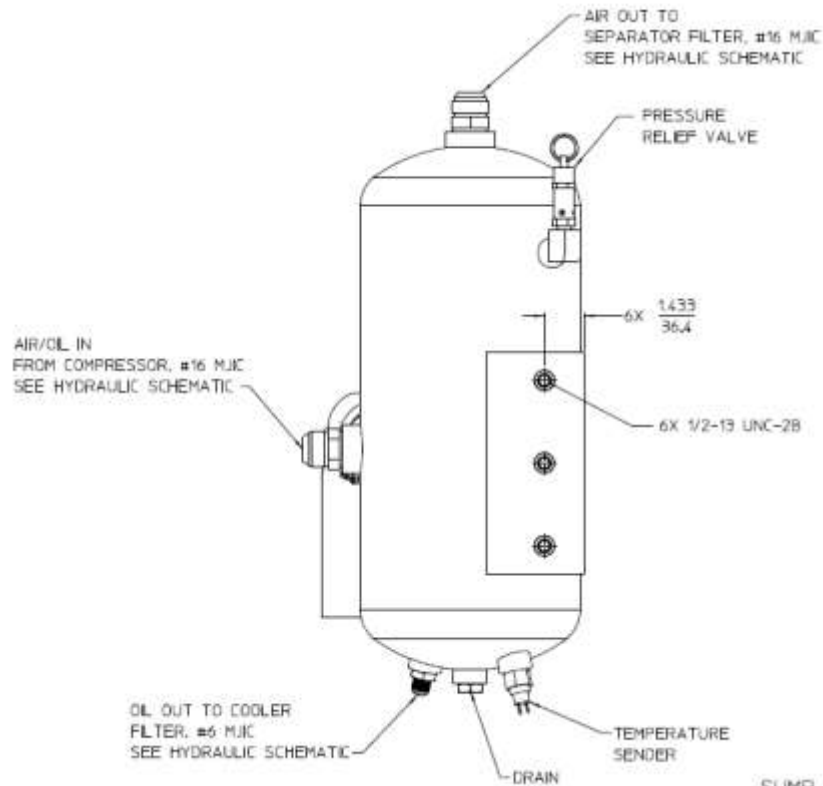 AIR OUT TO
SEPARATOR FILTER, #16 MJIC
SEE HYDRAULIC SCHEMATIC
PRESSURE
RELIEF VALVE
6X 1.433
36.4
AIR/OIL IN
FROM COMPRESSOR, #16 MJIC
SEE HYDRAULIC SCHEMATIC
6X 1/2-13 UNC-2B
OIL OUT TO COOLER
FILTER, #6 MJIC
SEE HYDRAULIC SCHEMATIC
TEMPERATURE
SENDER
DRAIN